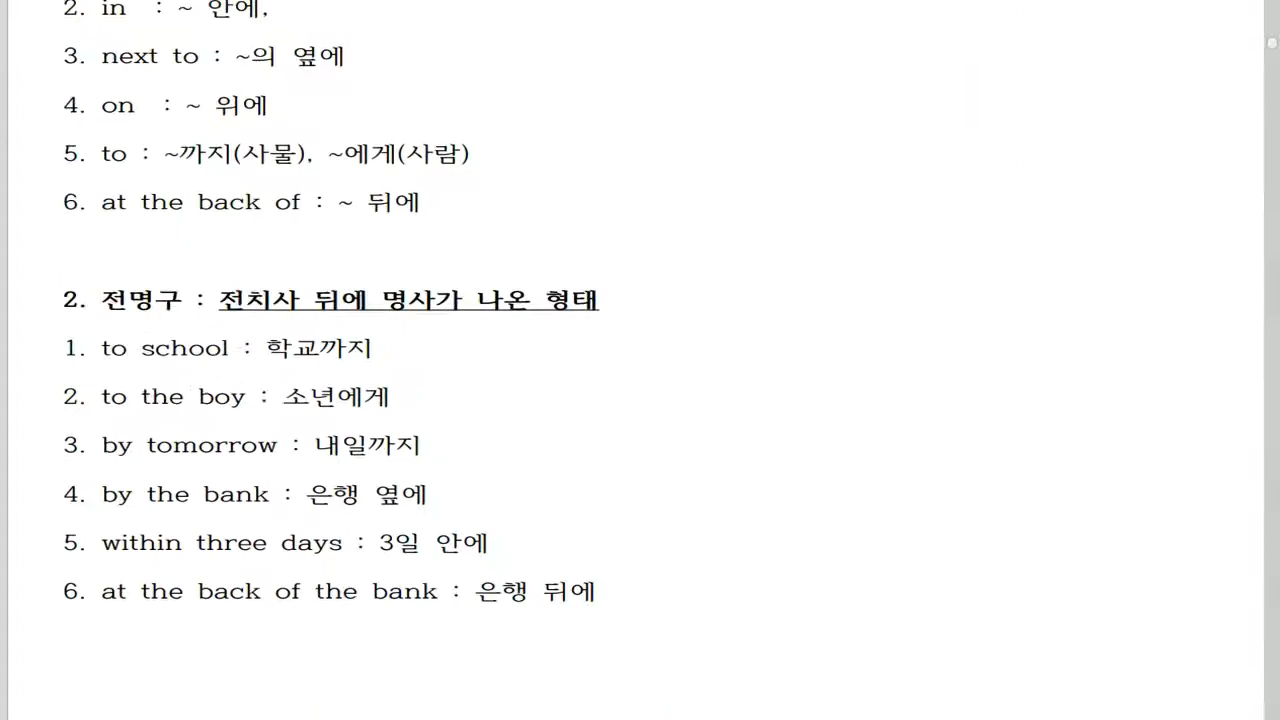 2. in : ~ 안에,
3. next to : ~의 옆에
4. on : ~ 위에
5. to : ~까지(사물), ~에게(사람)
6. at the back of : ~ 뒤에
2. 전명구 : 전치사 뒤에 명사가 나온 형태
1. to school : 학교까지
2. to the boy : 소년에게
3. by tomorrow : 내일까지
4. by the bank : 은행 옆에
5. within three days : 3일 안에
6. at the back of the bank : 은행 뒤에